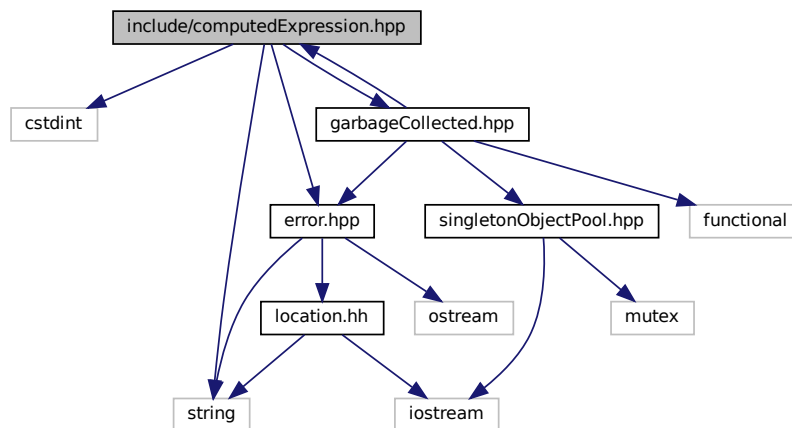 include/computedExpression.hpp
cstdint
garbageCollected.hpp
error.hpp
singletonObjectPool.hpp
functional
location.hh
ostream
mutex
string
iostream